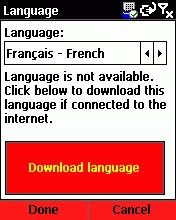 Language
Language:
Français - French
Language is not available.
Click below to download this
language if connected to the
internet.
Download language
Done Cancel